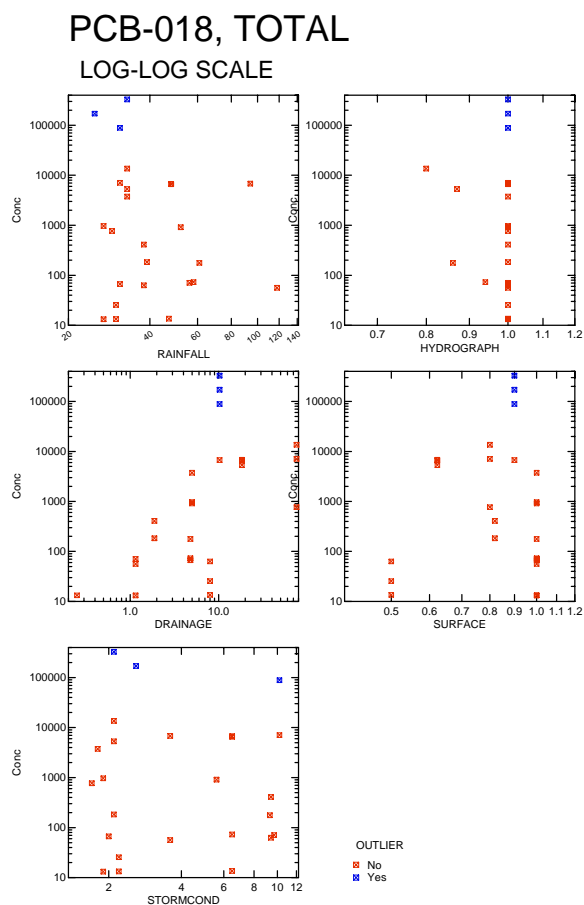 PCB-018, TOTAL
LOG-LOG SCALE
100000
10000
1000
100
10
Conc
20 40 60 80 100 120 140
RAINFALL
100000
10000
1000
100
10
Conc
0.7 0.8 0.9 1.0 1.1 1.2
HYDROGRAPH
100000
10000
1000
100
10
Conc
1.0 10.0
DRAINAGE
100000
10000
1000
100
10
Conc
0.5 0.6 0.7 0.8 0.9 1.0 1.1 1.2
SURFACE
100000
10000
1000
100
10
Conc
2 4 6 8 10 12
STORMCOND
OUTLIER
No
Yes